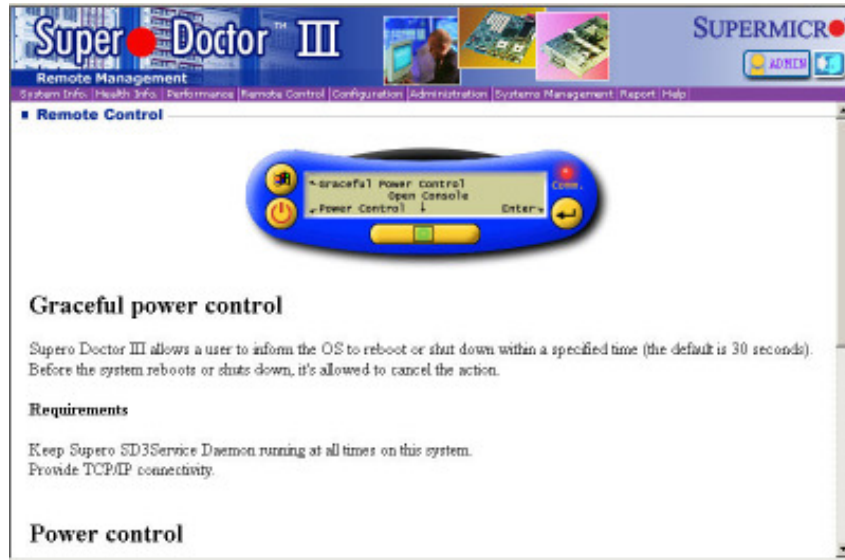 Super Doctor™ III
SUPERMICRO
Remote Management
ADMIN
System Info. Health Info. Performance Remote Control Configuration Administration Systems Management Report Help
Remote Control
Graceful Power Control
Open Console
Power Control ↓ Enter
Comm.
Graceful power control
Supero Doctor III allows a user to inform the OS to reboot or shut down within a specified time (the default is 30 seconds).
Before the system reboots or shuts down, it's allowed to cancel the action.
Requirements
Keep Supero SD3Service Daemon running at all times on this system.
Provide TCP/IP connectivity.
Power control